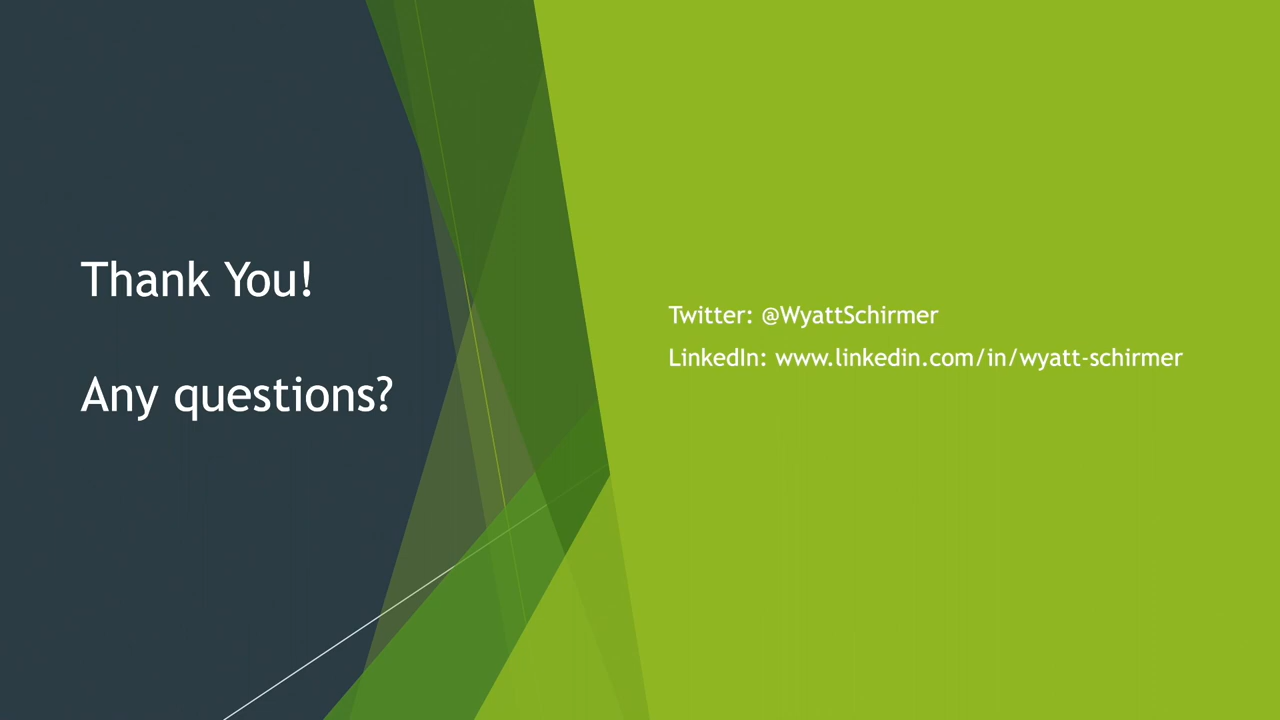 Thank You!
Any questions?
Twitter: @WyattSchirmer
LinkedIn: www.linkedin.com/in/wyatt-schirmer